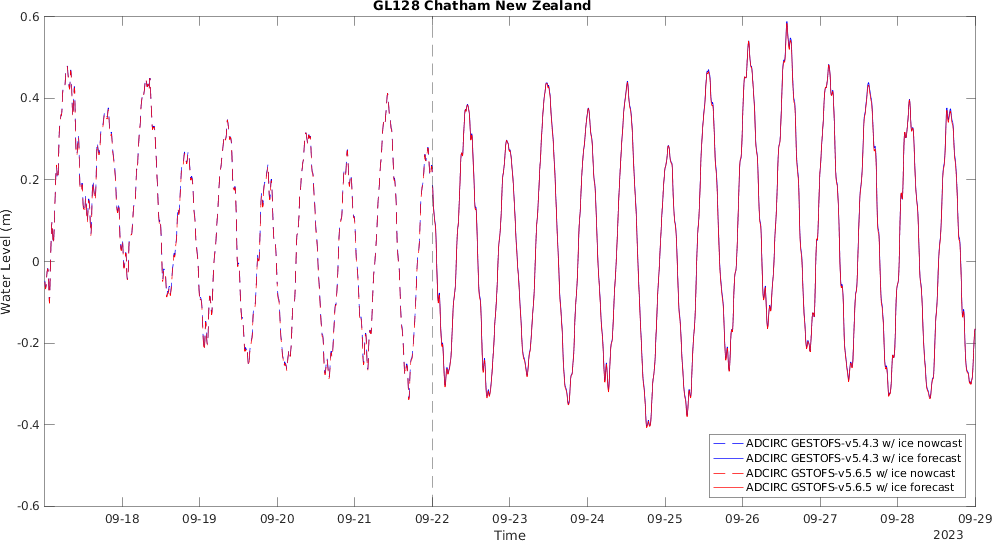 GL128 Chatham New Zealand
0.6
0.4
0.2
0
-0.2
-0.4
-0.6
Water Level (m)
ADCIRC GESTOFS-v5.4.3 w/ ice nowcast
ADCIRC GESTOFS-v5.4.3 w/ ice forecast
ADCIRC GSTOFS-v5.6.5 w/ ice nowcast
ADCIRC GSTOFS-v5.6.5 w/ ice forecast
09-18 09-19 09-20 09-21 09-22 09-23 09-24 09-25 09-26 09-27 09-28 09-29
Time
2023